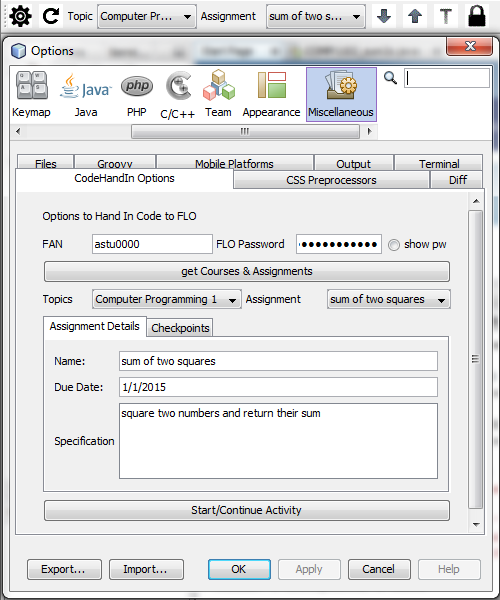 Topic Computer Pr... Assignment sum of two s... T
Options
Keymap Java PHP C/C++ Team Appearance Miscellaneous
Files Groovy Mobile Platforms Output Terminal
CodeHandIn Options CSS Preprocessors Diff
Options to Hand In Code to FLO
FAN astu0000 FLO Password •••••••••••• show pw
get Courses & Assignments
Topics Computer Programming 1 Assignment sum of two squares
Assignment Details Checkpoints
Name: sum of two squares
Due Date: 1/1/2015
square two numbers and return their sum
Specification
Start/Continue Activity
Export... Import... OK Apply Cancel Help